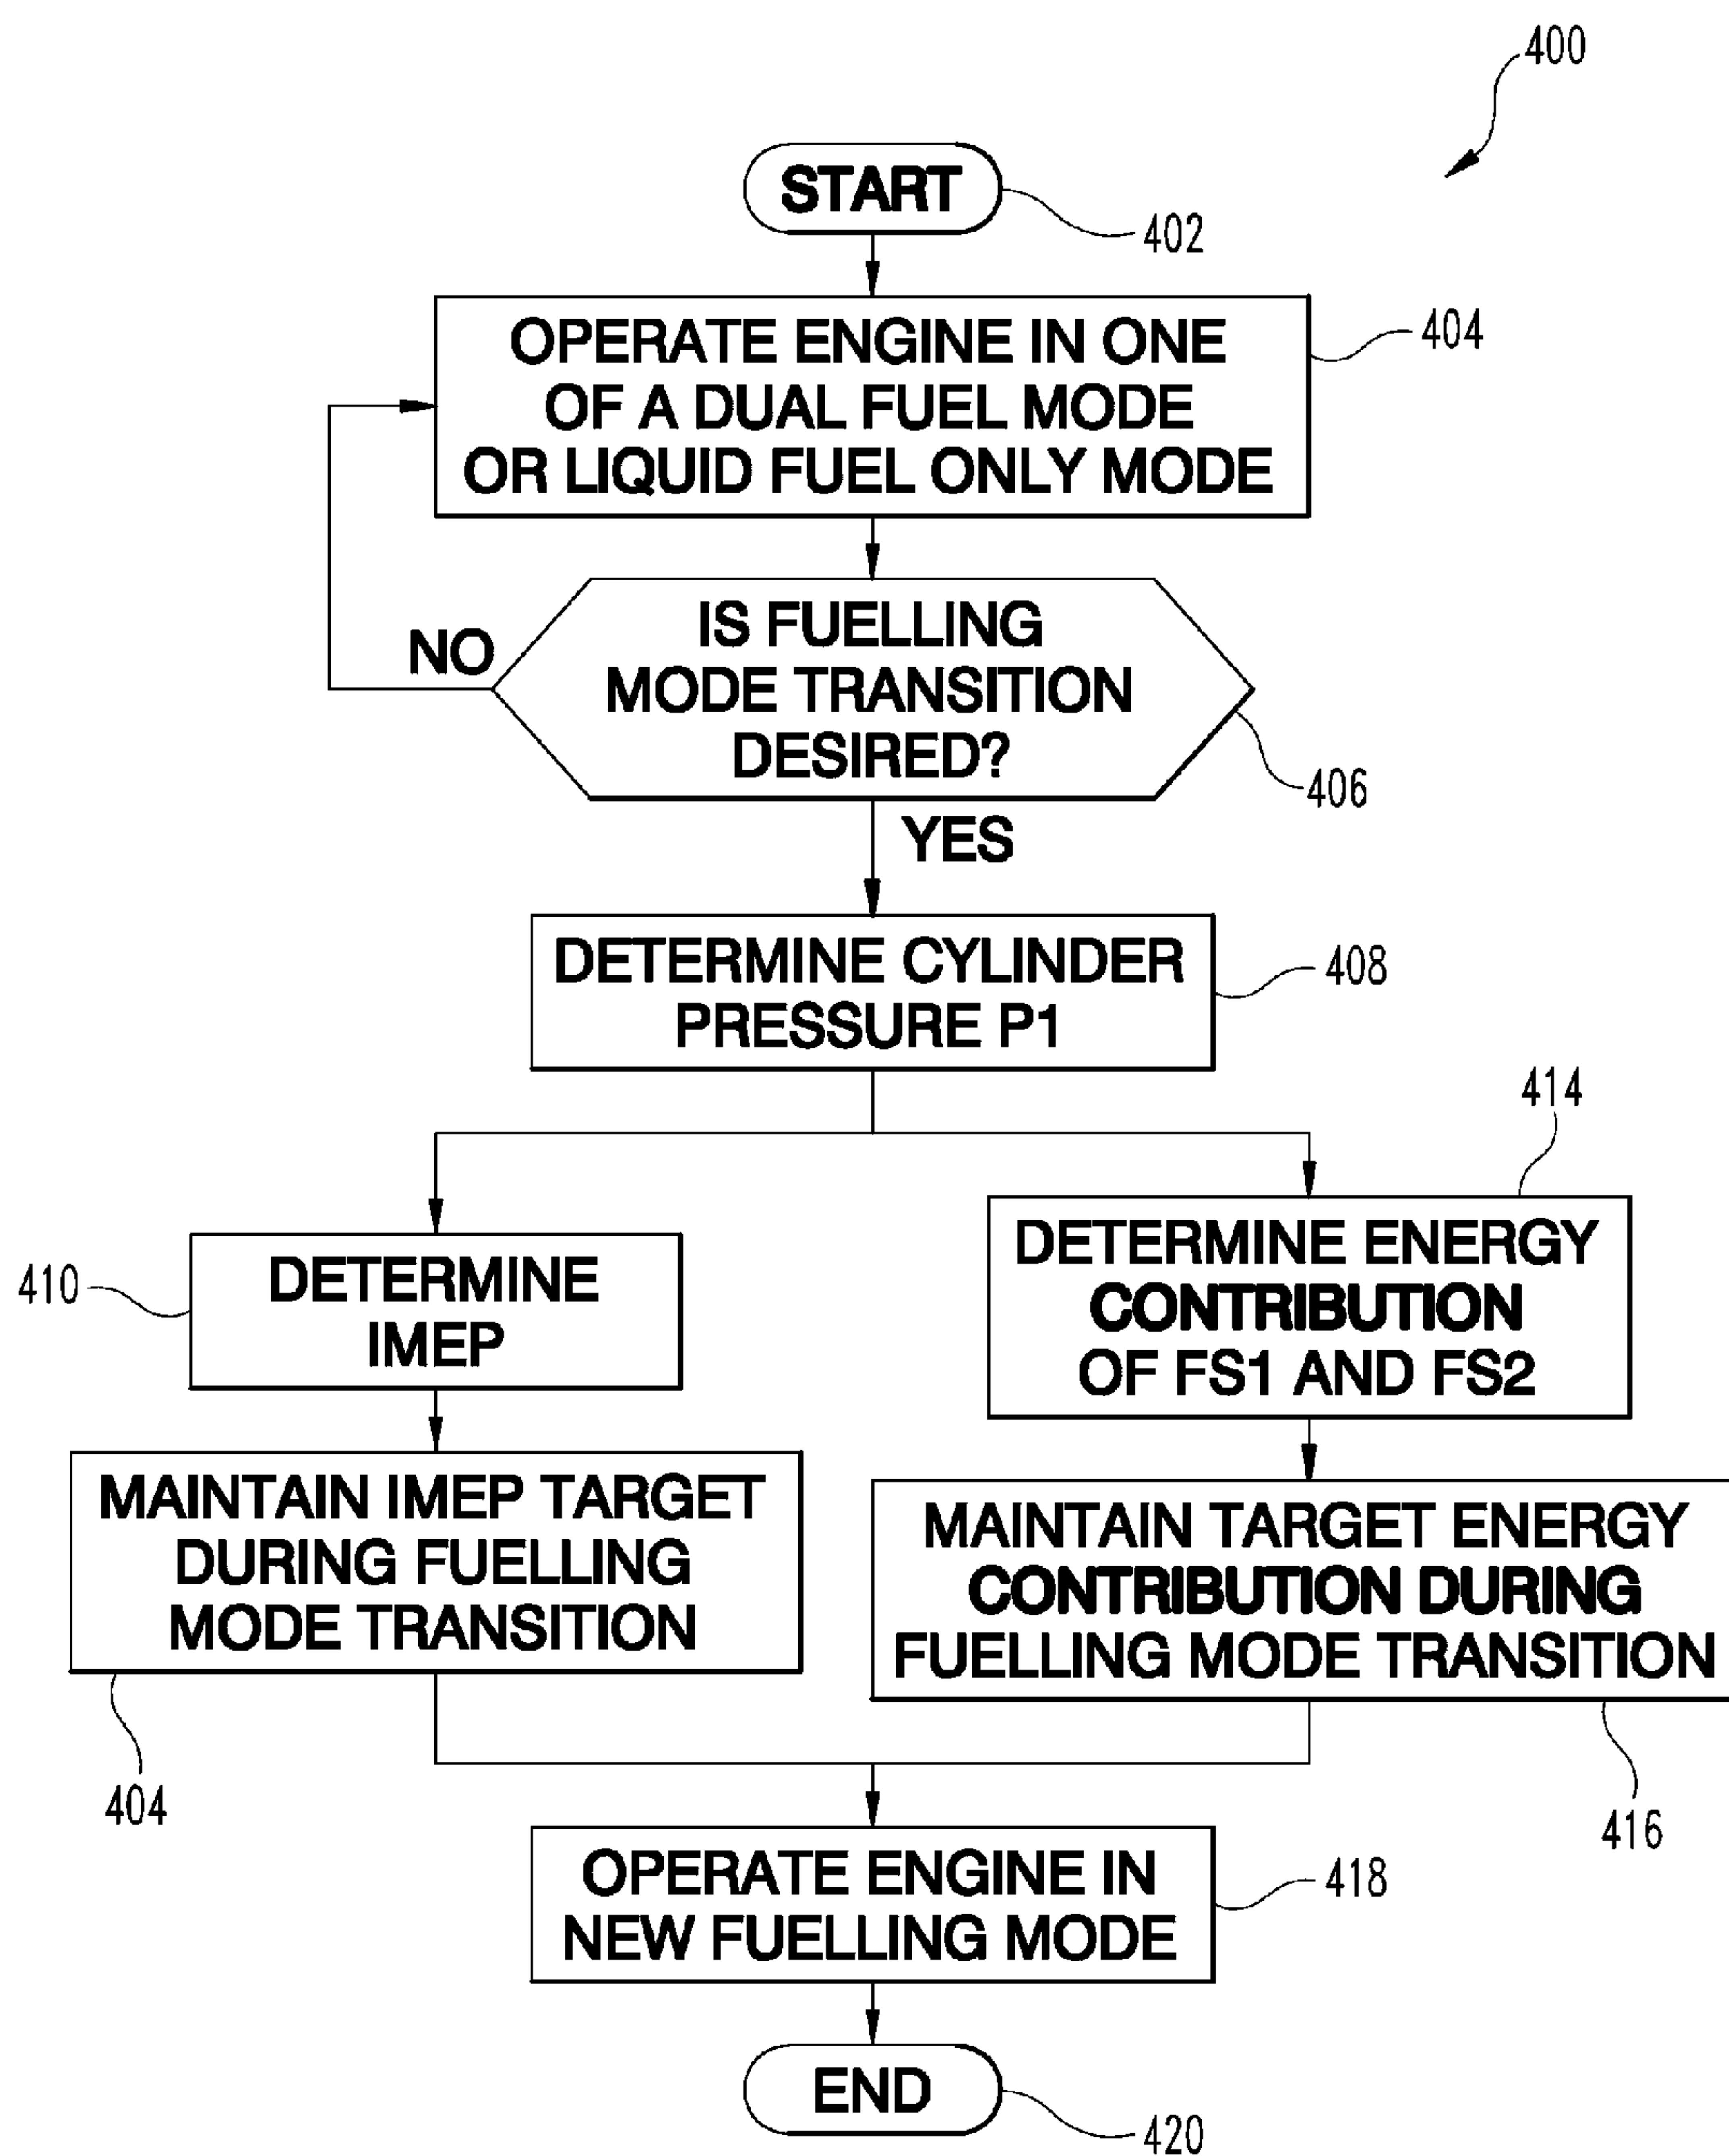 400
START
402
OPERATE ENGINE IN ONE
OF A DUAL FUEL MODE
OR LIQUID FUEL ONLY MODE
404
IS FUELLING
MODE TRANSITION
DESIRED?
NO
406
YES
DETERMINE CYLINDER
PRESSURE P1
408
410
DETERMINE
IMEP
414
DETERMINE ENERGY
CONTRIBUTION
OF FS1 AND FS2
MAINTAIN IMEP TARGET
DURING FUELLING
MODE TRANSITION
404
MAINTAIN TARGET ENERGY
CONTRIBUTION DURING
FUELLING MODE TRANSITION
416
OPERATE ENGINE IN
NEW FUELLING MODE
418
END
420